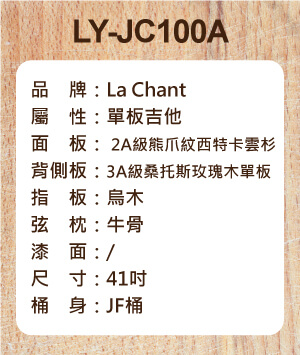 LY-JC100A
品　牌：La Chant
屬　性：單板吉他
面　板： 2A級熊爪紋西特卡雲杉
背側板：3A級桑托斯玫瑰木單板
指　板：烏木
弦　枕：牛骨
漆　面：/
尺　寸：41吋
桶　身：JF桶